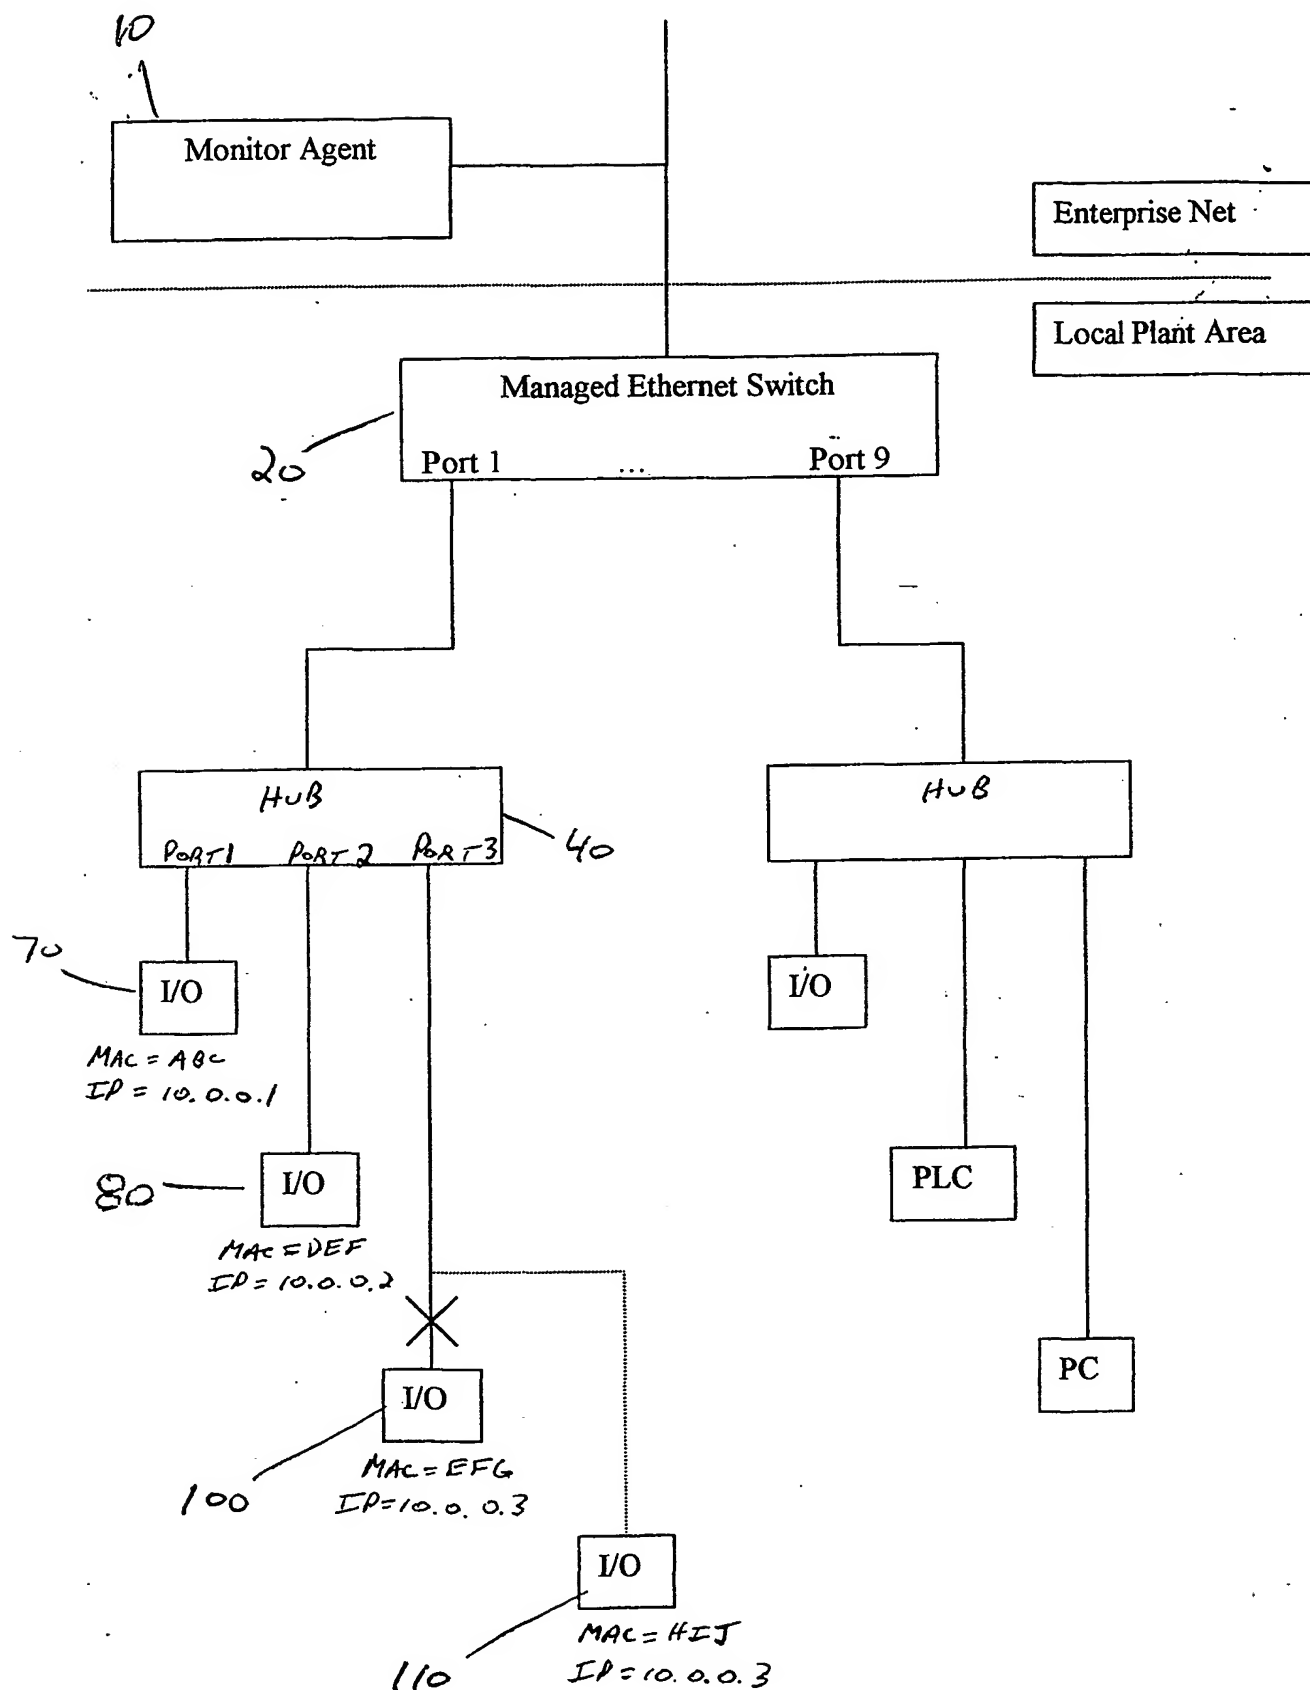 10
Monitor Agent
Enterprise Net
Local Plant Area
Managed Ethernet Switch
20
Port 1 ... Port 9
HUB
PORT1 PORT 2 PORT3
40
HUB
70
I/O
MAC = ABC
IP = 10.0.0.1
I/O
80
I/O
MAC = DEF
IP = 10.0.0.2
PLC
I/O
100
MAC = EFG
IP = 10.0.0.3
PC
I/O
110
MAC = HIJ
IP = 10.0.0.3